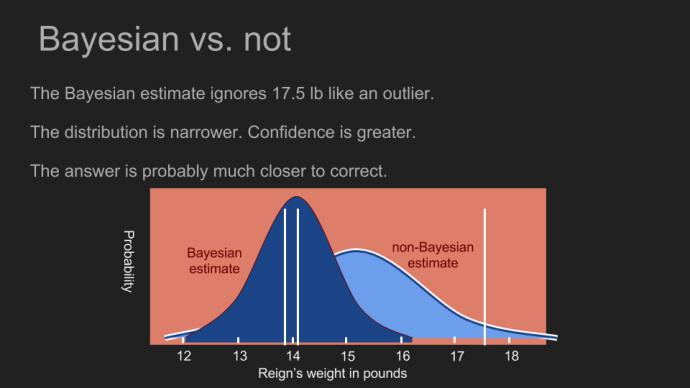 Bayesian vs. not
The Bayesian estimate ignores 17.5 lb like an outlier.
The distribution is narrower. Confidence is greater.
The answer is probably much closer to correct.
Probability
Bayesian
estimate
non-Bayesian
estimate
12 13 14 15 16 17 18
Reign's weight in pounds